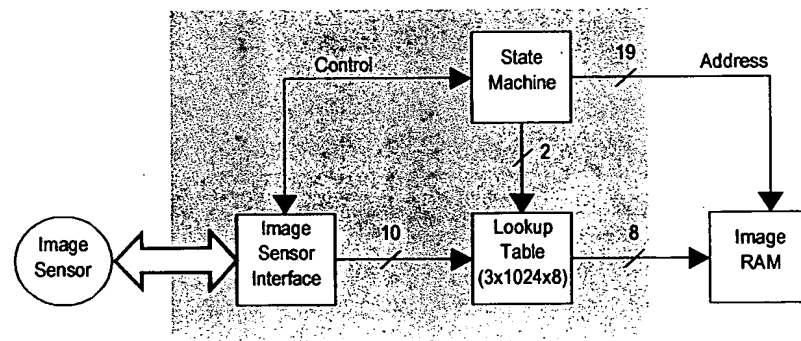 Control
State
Machine
19
Address
2
Image
Sensor
Image
Sensor
Interface
10
Lookup
Table
(3x1024x8)
8
Image
RAM